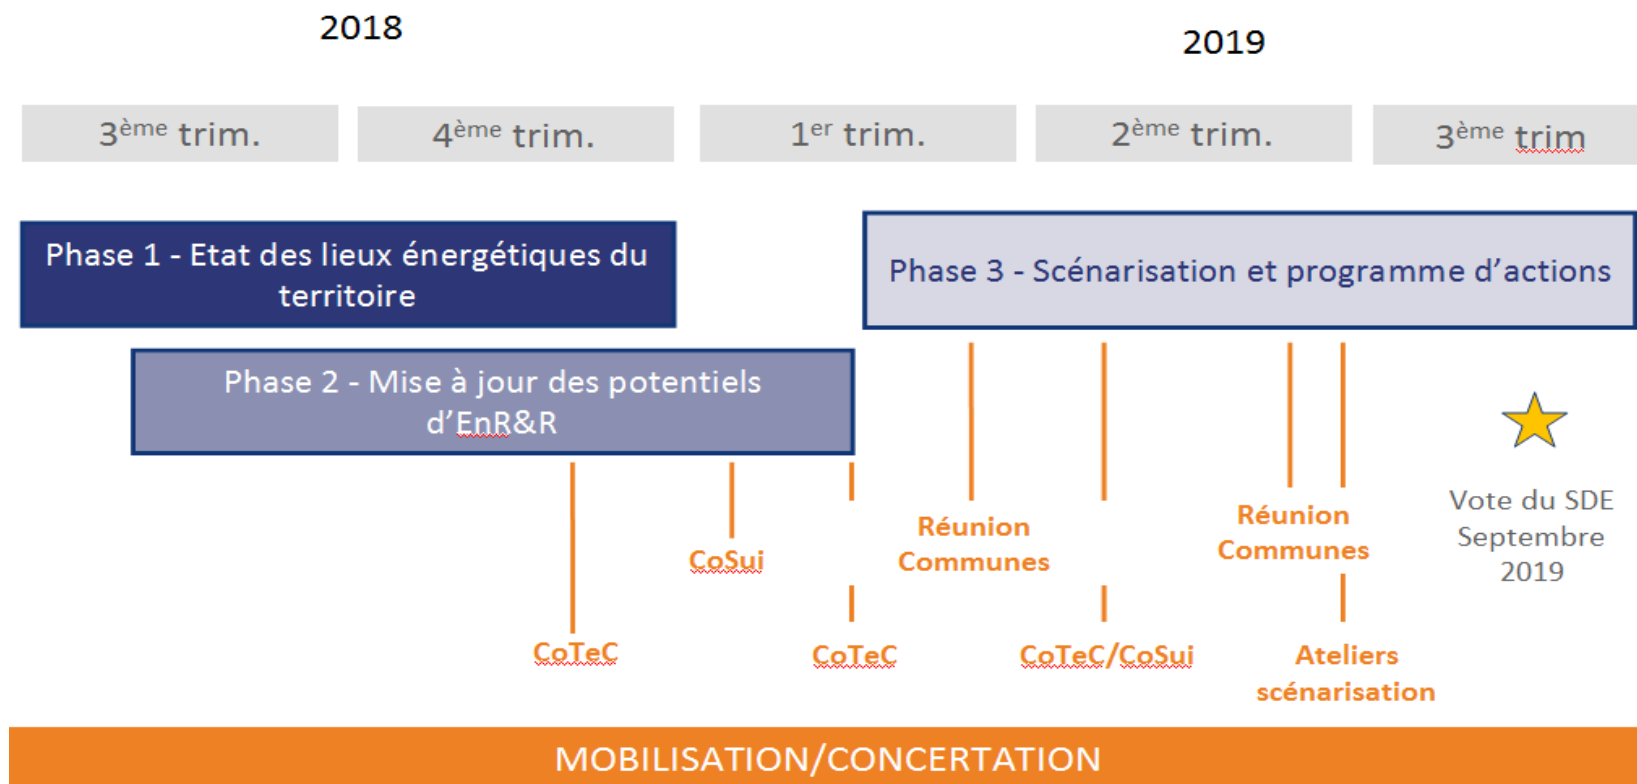 2018
2019
3ème trim.
4ème trim.
1er trim.
2ème trim.
3ème trim
Phase 1 - Etat des lieux énergétiques du
territoire
Phase 3 - Scénarisation et programme d’actions
Phase 2 - Mise à jour des potentiels
d’EnR&R
CoTeC
CoSui
CoTeC
Réunion
Communes
CoTeC/CoSui
Réunion
Communes
Ateliers
scénarisation
Vote du SDE
Septembre
2019
MOBILISATION/CONCERTATION